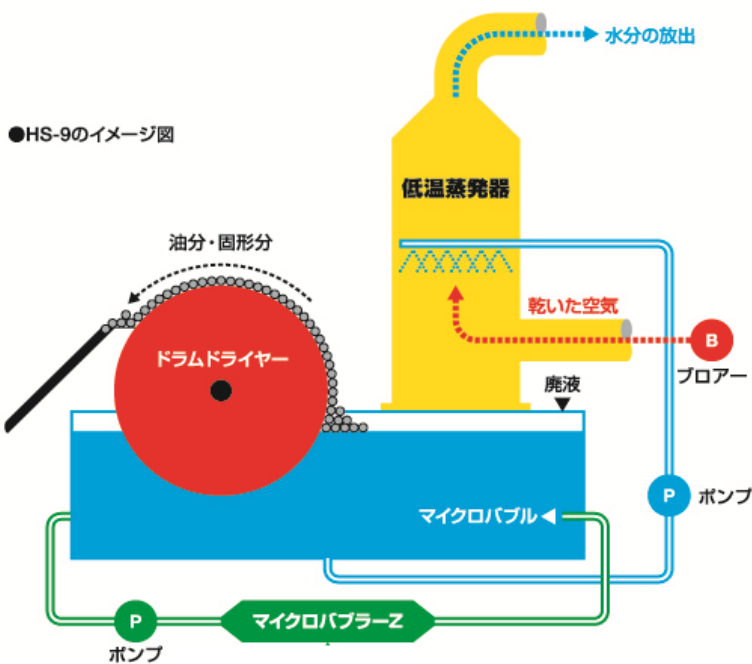 水分の放出
●HS-9のイメージ図
低温蒸発器
油分・固形分
乾いた空気
B
ブロアー
ドラムドライヤー
廃液
P
ポンプ
マイクロバブル
P
マイクロバブラーZ
ポンプ